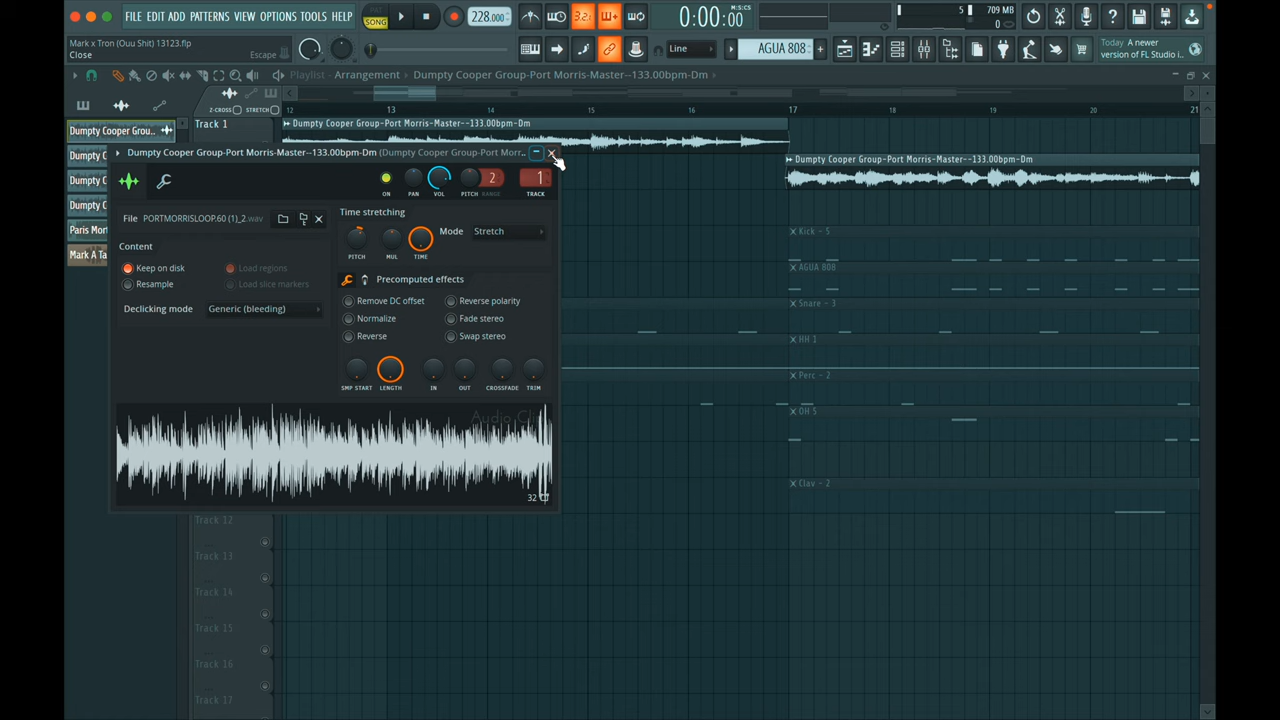 FILE EDIT ADD PATTERNS VIEW OPTIONS TOOLS HELP
SONG
228.000
3.2.1
0:00:00
M:S:CS
5
709 MB
0
Mark x Tron (Ouu Shit) 13123.flp
Close
Escape
Line
AGUA 808
Today A newer
version of FL Studio i..
Playlist - Arrangement › Dumpty Cooper Group-Port Morris-Master--133.00bpm-Dm ›
Z-CROSS STRETCH
12 13 14 15 16 17 18 19 20 21
Dumpty Cooper Grou..
Dumpty C
Dumpty C
Dumpty C
Paris Mort
Mark A Ta
Track 1
Dumpty Cooper Group-Port Morris-Master--133.00bpm-Dm
Dumpty Cooper Group-Port Morris-Master--133.00bpm-Dm
Dumpty Cooper Group-Port Morris-Master--133.00bpm-Dm (Dumpty Cooper Group-Port Morr..
ON PAN VOL PITCH RANGE 2 1 TRACK
File PORTMORRISLOOP.60 (1)_2.wav
Time stretching
Mode Stretch
PITCH MUL TIME
Content
Keep on disk Load regions
Resample Load slice markers
Declicking mode Generic (bleeding)
Precomputed effects
Remove DC offset Reverse polarity
Normalize Fade stereo
Reverse Swap stereo
SMP START LENGTH IN OUT CROSSFADE TRIM
Audio Cli
32
Kick - 5
AGUA 808
Snare - 3
HH 1
Perc - 2
OH 5
Clav - 2
Track 12
Track 13
Track 14
Track 15
Track 16
Track 17